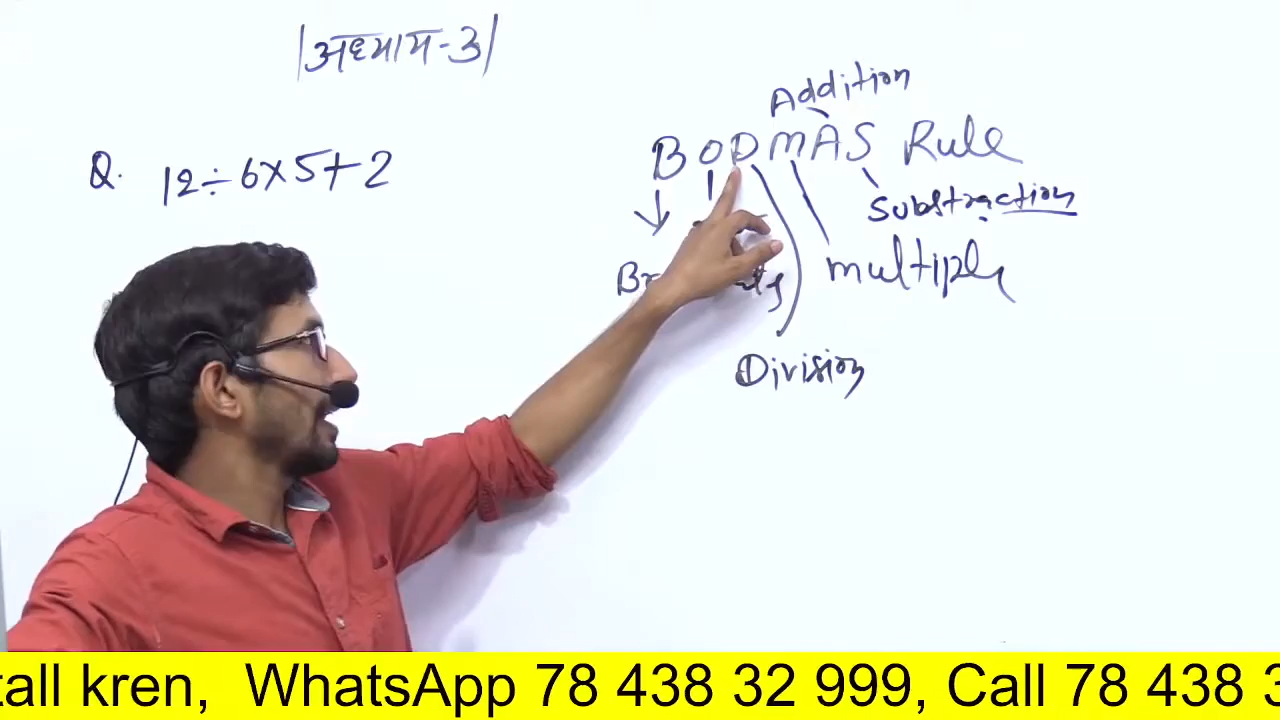 |अध्याय-3|
Q. 12÷6×5+2
Addition
BODMAS Rule
Substraction
multiple
Division
tall kren, WhatsApp 78 438 32 999, Call 78 438 3